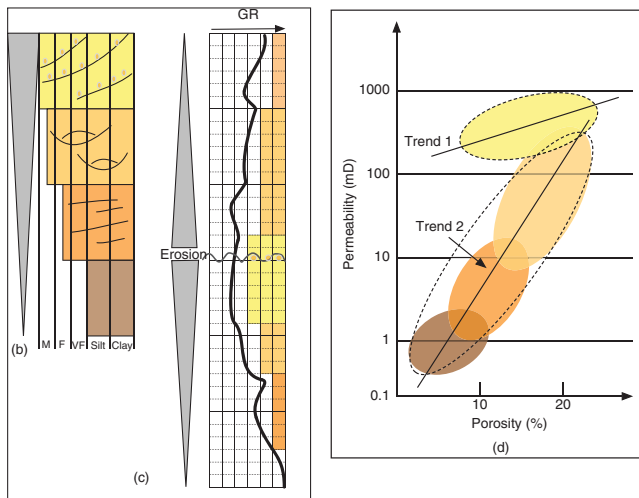 (c)
GR
Erosion
M F VF Silt Clay
(b)
(c)
Permeability (mD)
1000
100
10
1
0.1
Trend 1
Trend 2
10 20
Porosity (%)
(d)